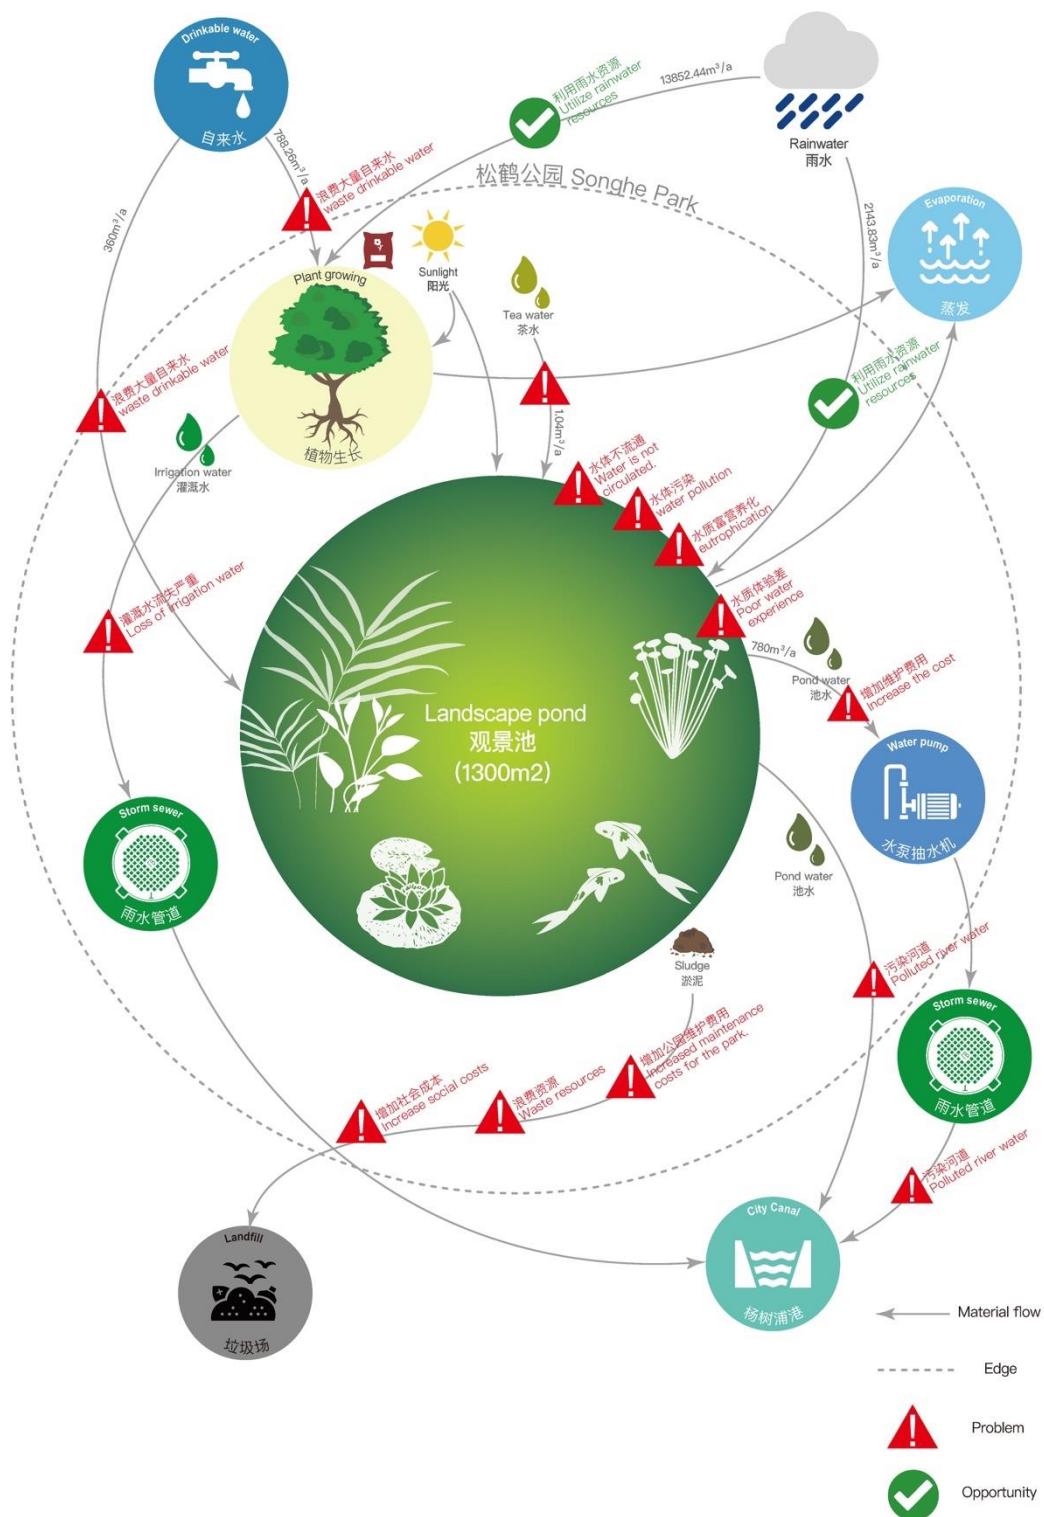 Drinkable water
自来水
788.26m³/a
360m³/a
浪费大量自来水
waste drinkable water
13852.44m³/a
利用雨水资源
Utilize rainwater
resources
Rainwater
雨水
2143.83m³/a
松鹤公园 Songhe Park
Evaporation
蒸发
Sunlight
阳光
Plant growing
植物生长
Tea water
茶水
1.04m³/a
浪费大量自来水
waste drinkable water
利用雨水资源
Utilize rainwater
resources
Irrigation water
灌溉水
水体不流通
Water is not
circulated.
水体污染
water pollution
水质富营养化
eutrophication
水质体验差
Poor water
experience
灌溉水流失严重
Loss of irrigation water
780m³/a
Pond water
池水
增加维护费用
Increase the cost
Landscape pond
观景池
(1300m2)
Water pump
水泵抽水机
Storm sewer
雨水管道
Pond water
池水
Sludge
淤泥
污染河道
Polluted river water
Storm sewer
雨水管道
增加公园维护费用
Increased maintenance
costs for the park.
浪费资源
Waste resources
增加社会成本
Increase social costs
污染河道
Polluted river water
City Canal
杨树浦港
Landfill
垃圾场
Material flow
Edge
Problem
Opportunity